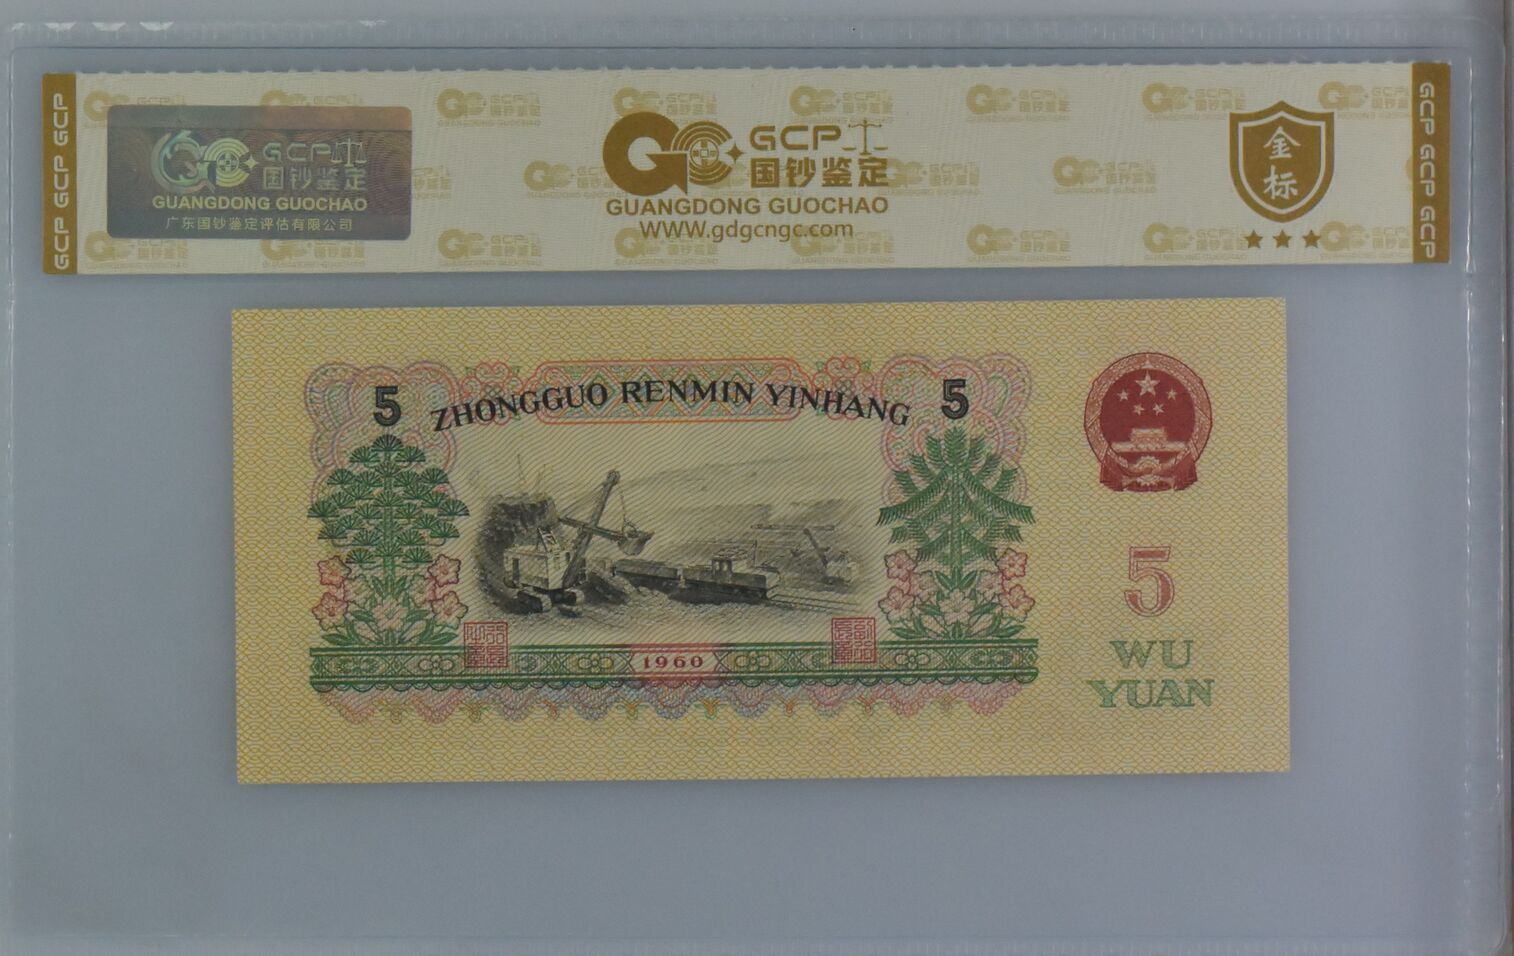 GCP GCP GCP
GCP
国钞鉴定
GUANGDONG GUOCHAO
广东国钞鉴定评估有限公司
GCP
国钞鉴定
GUANGDONG GUOCHAO
WWW.gdgcngc.com
金
标
GCP GCP GCP
5
ZHONGGUO RENMIN YINHANG
5
1960
5
WU
YUAN